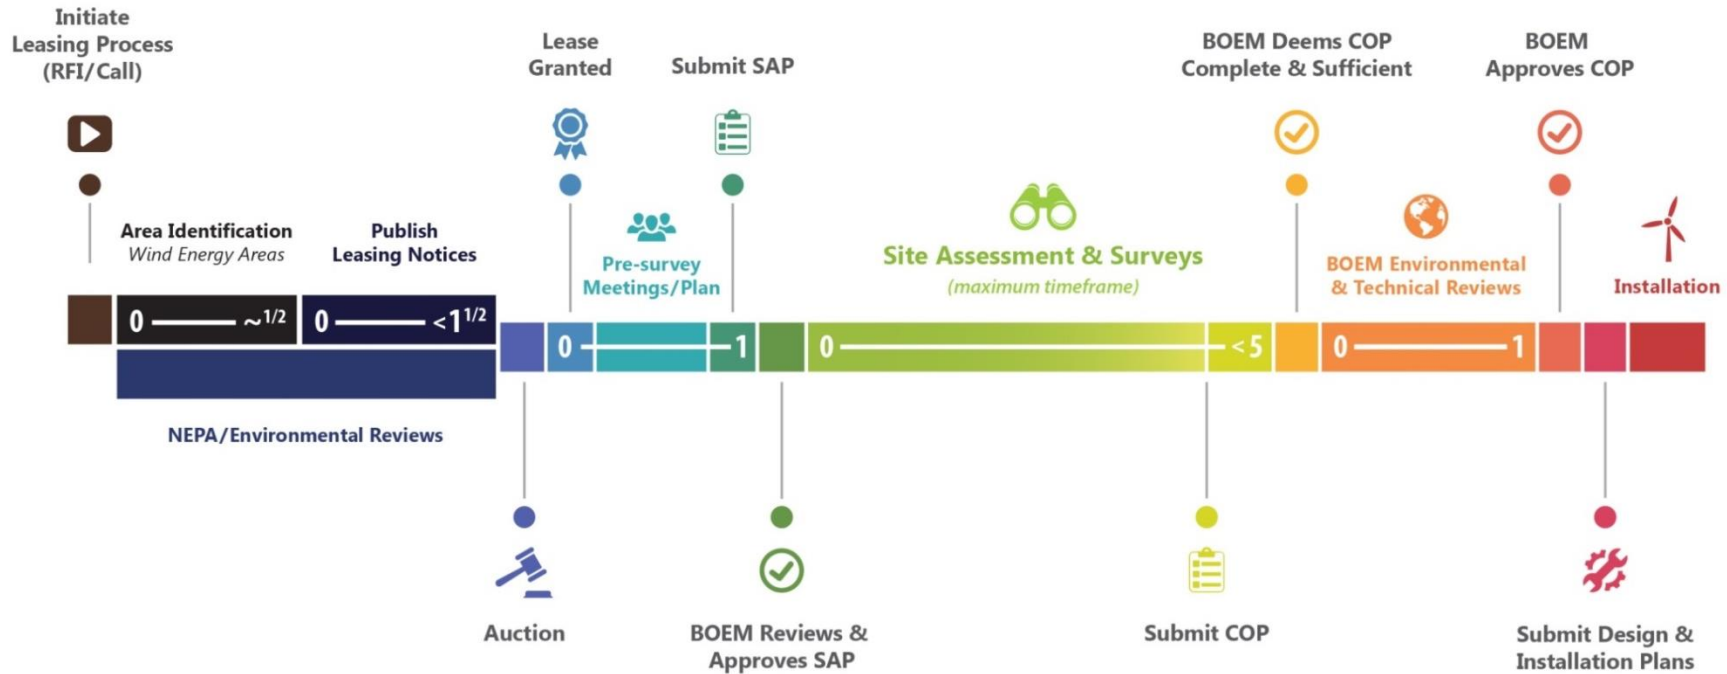 Initiate
Leasing Process
(RFI/Call)
Lease
Granted
Submit SAP
BOEM Deems COP
Complete & Sufficient
BOEM
Approves COP
Area Identification
Wind Energy Areas
Publish
Leasing Notices
Pre-survey
Meetings/Plan
Site Assessment & Surveys
(maximum timeframe)
BOEM Environmental
& Technical Reviews
Installation
0 ~1/2
0 <1 1/2
0 1
0 <5
0 1
NEPA/Environmental Reviews
Auction
BOEM Reviews &
Approves SAP
Submit COP
Submit Design &
Installation Plans